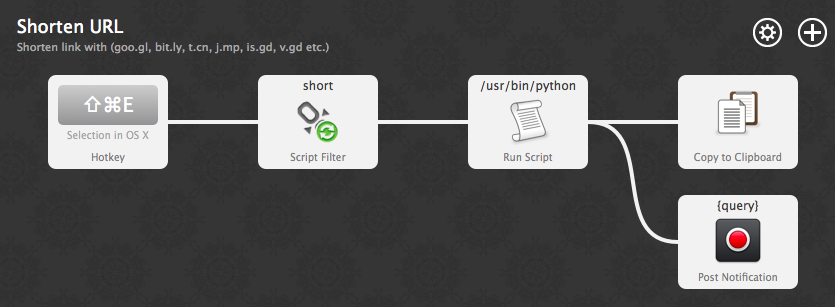 Shorten URL
Shorten link with (goo.gl, bit.ly, t.cn, j.mp, is.gd, v.gd etc.)
⇧⌘E
Selection in OS X
Hotkey
short
Script Filter
/usr/bin/python
Run Script
Copy to Clipboard
{query}
Post Notification